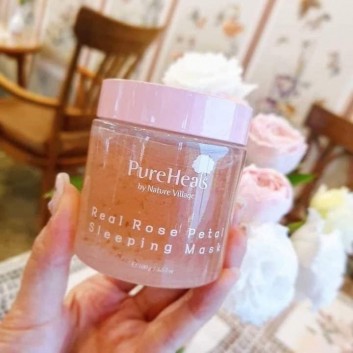 PureHeals
by Nature Village
Real Rose Petal
Sleeping Mask